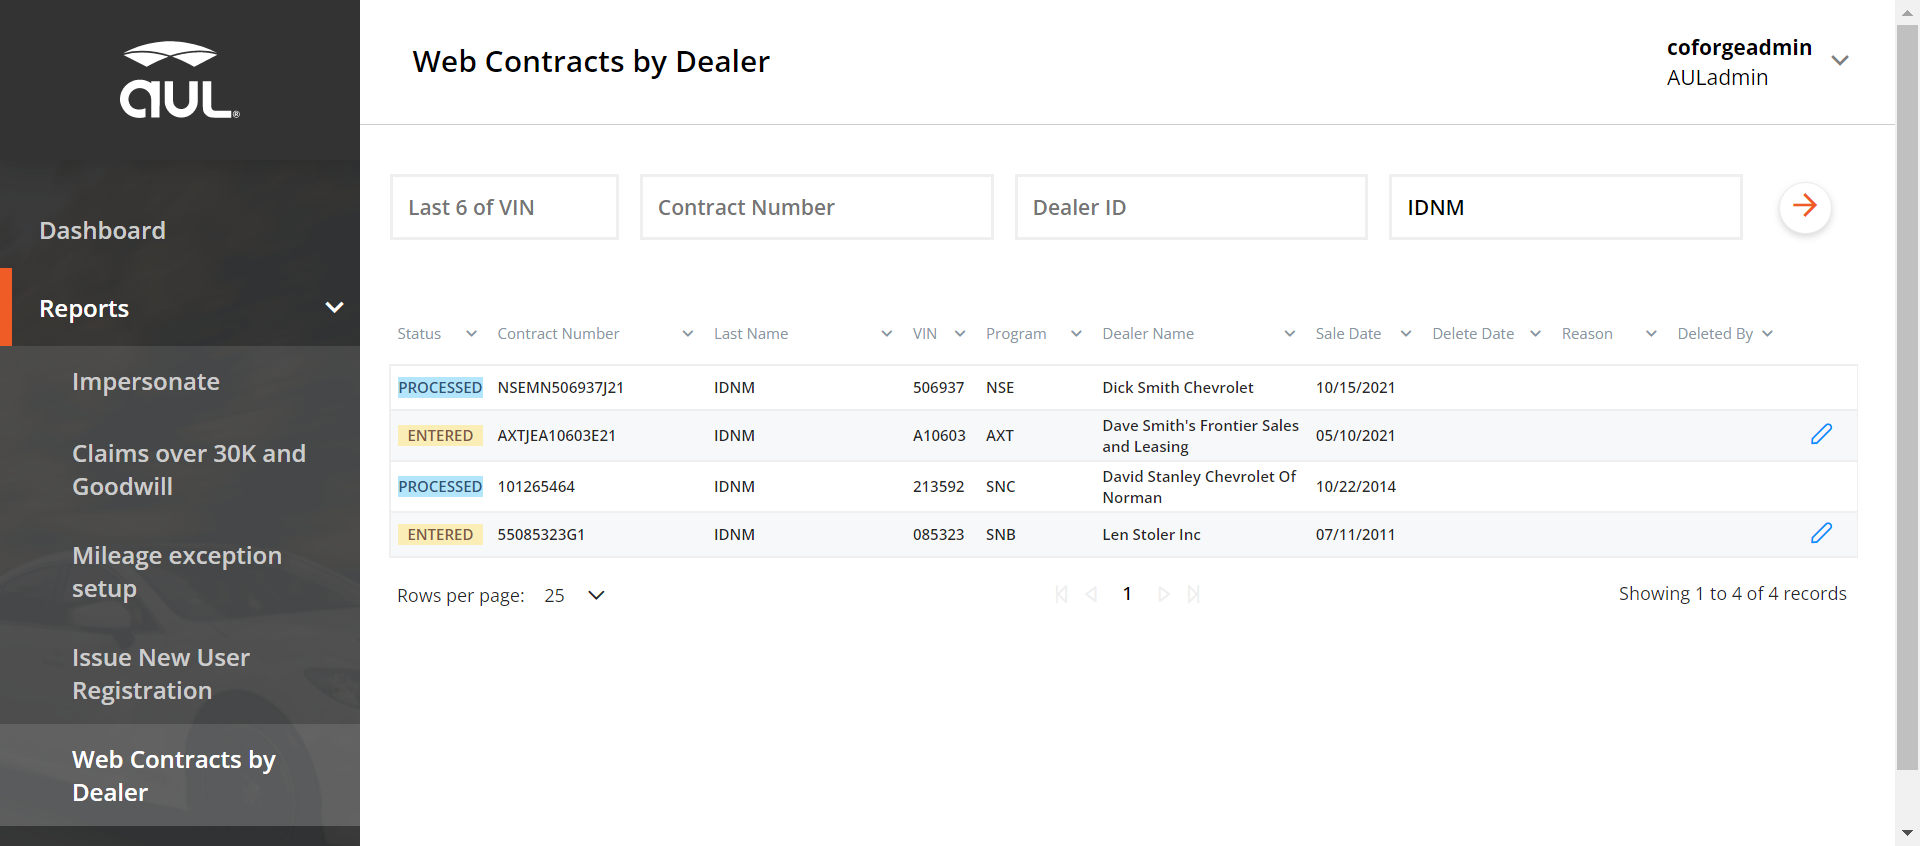 aUL®
Dashboard
Reports
Impersonate
Claims over 30K and
Goodwill
Mileage exception
setup
Issue New User
Registration
Web Contracts by
Dealer
Web Contracts by Dealer
coforgeadmin
AULadmin
Last 6 of VIN Contract Number Dealer ID IDNM
Status Contract Number Last Name VIN Program Dealer Name Sale Date Delete Date Reason Deleted By
PROCESSED NSEMN506937J21 IDNM 506937 NSE Dick Smith Chevrolet 10/15/2021
ENTERED AXTJEA10603E21 IDNM A10603 AXT Dave Smith's Frontier Sales
and Leasing 05/10/2021
PROCESSED 101265464 IDNM 213592 SNC David Stanley Chevrolet Of
Norman 10/22/2014
ENTERED 55085323G1 IDNM 085323 SNB Len Stoler Inc 07/11/2011
Rows per page: 25 1 Showing 1 to 4 of 4 records